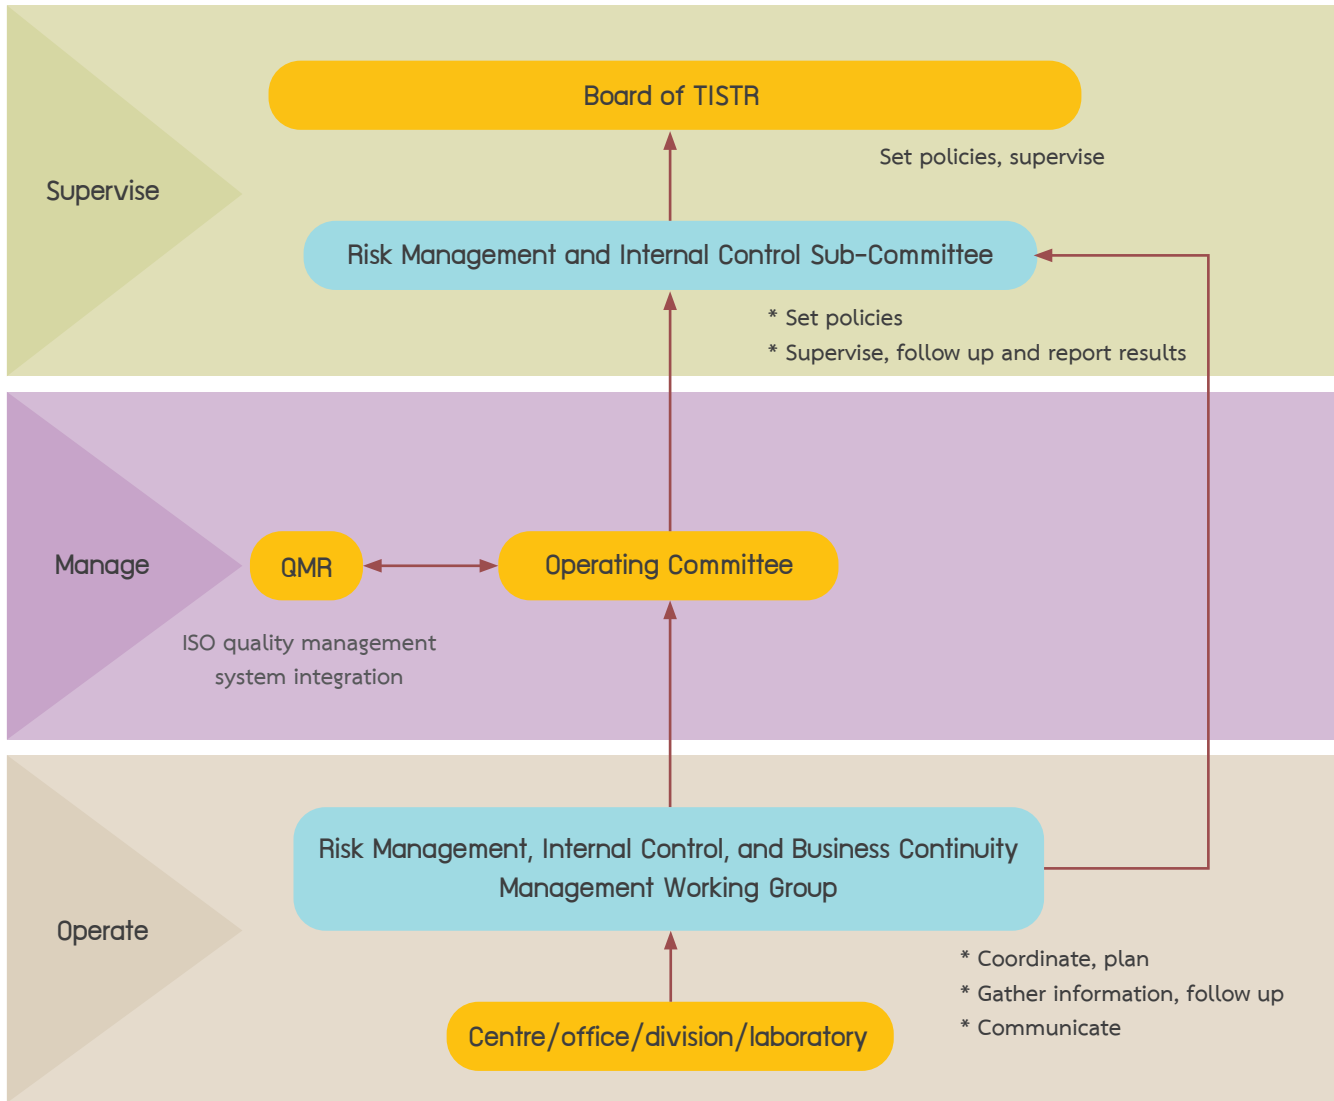 Board of TISTR
Set policies, supervise
Supervise
Risk Management and Internal Control Sub-Committee
* Set policies
* Supervise, follow up and report results
Manage
QMR
Operating Committee
ISO quality management
system integration
Risk Management, Internal Control, and Business Continuity
Management Working Group
Operate
* Coordinate, plan
* Gather information, follow up
* Communicate
Centre/office/division/laboratory